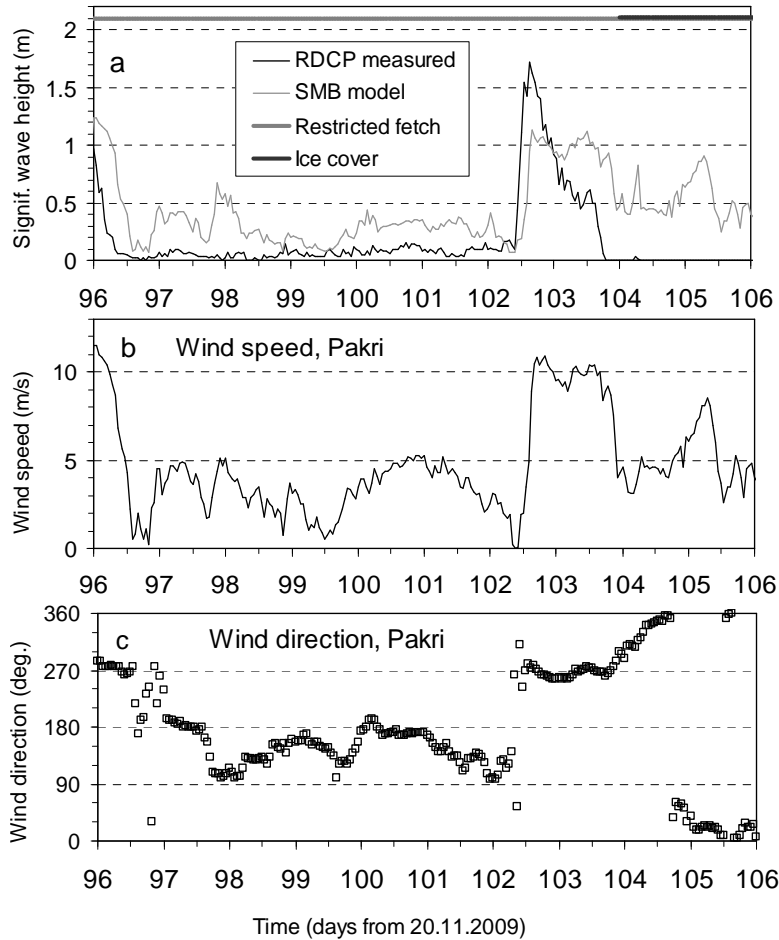 a
Signif. wave height (m)
2
1.5
1
0.5
0
RDCP measured
SMB model
Restricted fetch
Ice cover
96 97 98 99 100 101 102 103 104 105 106
b Wind speed, Pakri
Wind speed (m/s)
10
5
0
96 97 98 99 100 101 102 103 104 105 106
c Wind direction, Pakri
Wind direction (deg.)
360
270
180
90
0
96 97 98 99 100 101 102 103 104 105 106
Time (days from 20.11.2009)